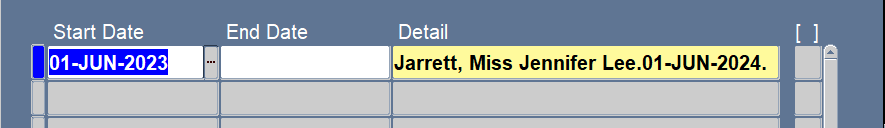 Start Date End Date Detail [ ]
01-JUN-2023 ... Jarrett, Miss Jennifer Lee.01-JUN-2024.